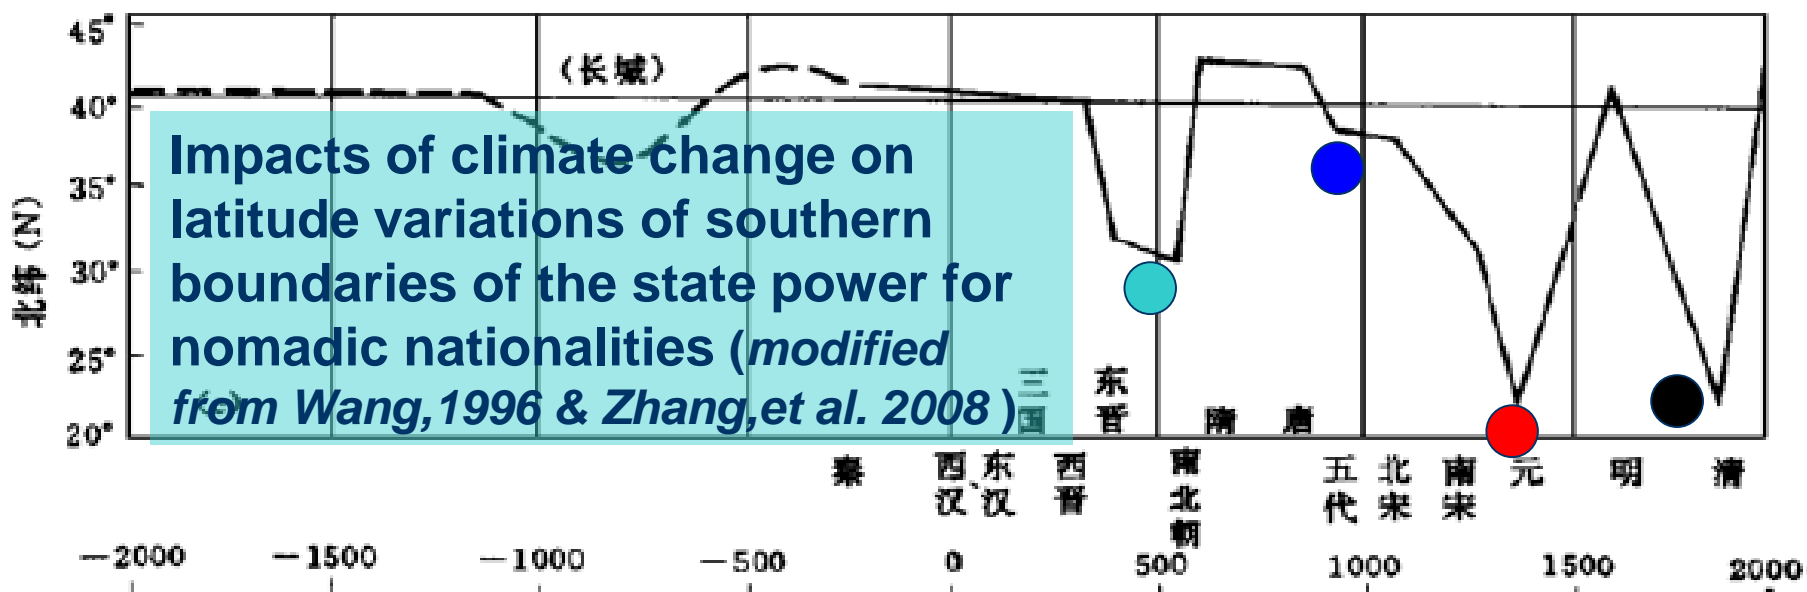 45°
(长城)
40°
Impacts of climate change on
latitude variations of southern
boundaries of the state power for
nomadic nationalities (modified
from Wang,1996 & Zhang,et al. 2008 )
35°
北纬 (N)
30°
25°
20°
三国
东晋
隋
唐
秦
西汉、东汉
西晋
南北朝
五代
北宋
南宋
元
明
清
-2000 -1500 -1000 -500 0 500 1000 1500 2000